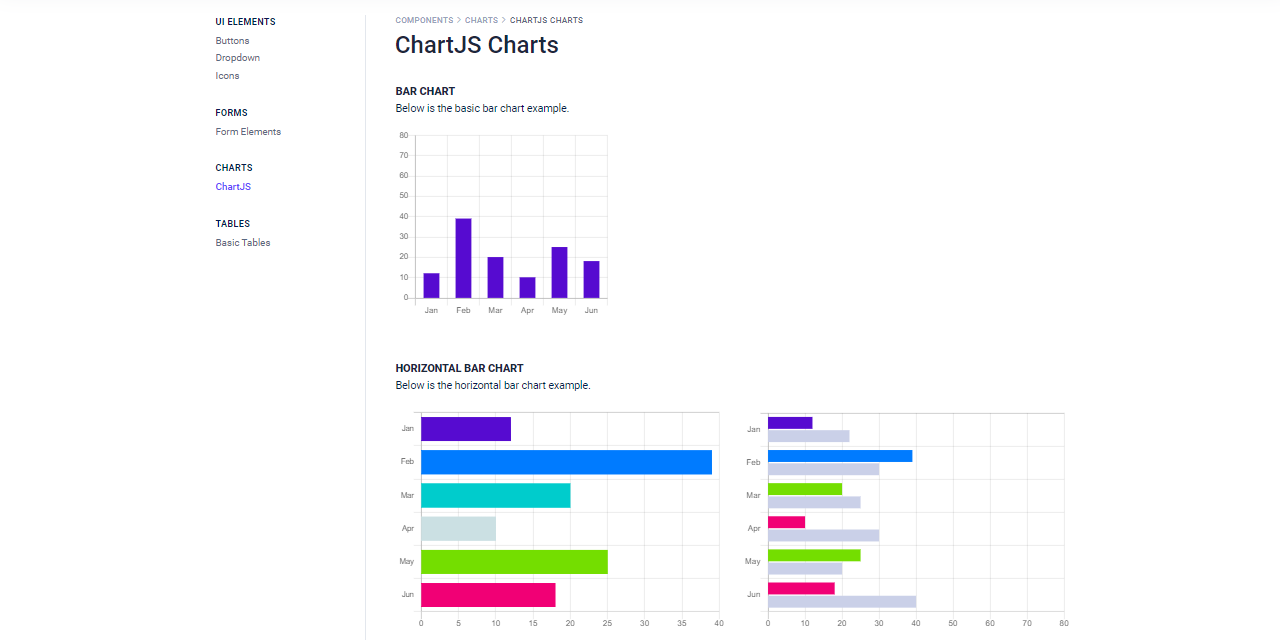 UI ELEMENTS
Buttons
Dropdown
Icons
FORMS
Form Elements
CHARTS
ChartJS
TABLES
Basic Tables
COMPONENTS > CHARTS > CHARTJS CHARTS
ChartJS Charts
BAR CHART
Below is the basic bar chart example.
80
70
60
50
40
30
20
10
0
Jan Feb Mar Apr May Jun
HORIZONTAL BAR CHART
Below is the horizontal bar chart example.
Jan
Feb
Mar
Apr
May
Jun
0 5 10 15 20 25 30 35 40
Jan
Feb
Mar
Apr
May
Jun
0 10 20 30 40 50 60 70 80